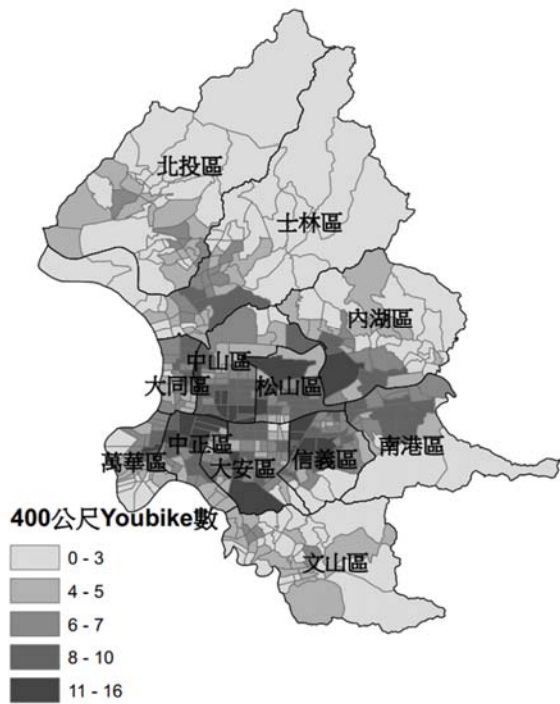 北投區
士林區
內湖區
中山區
大同區
松山區
萬華區
中正區
大安區
信義區
南港區
文山區
400公尺Youbike數
0 - 3
4 - 5
6 - 7
8 - 10
11 - 16